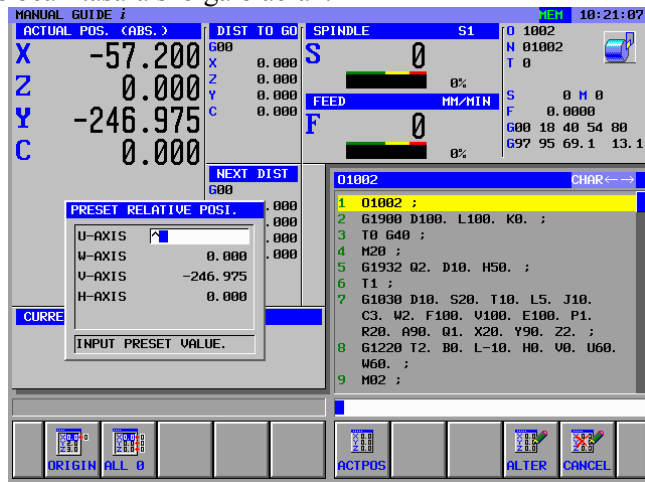 MANUAL GUIDE i MEM 10:21:07
ACTUAL POS. (ABS.)
X -57.200
Z 0.000
Y -246.975
C 0.000
DIST TO GO
G00
X 0.000
Z 0.000
Y 0.000
C 0.000
SPINDLE S1
S 0
0%
FEED MM/MIN
F 0
0%
O 1002
N 01002
T 0
S 0 M 0
F 0.0000
G00 18 40 54 80
G97 95 69.1 13.1
NEXT DIST
G00
.000
.000
.000
.000
PRESET RELATIVE POSI.
U-AXIS
W-AXIS 0.000
V-AXIS -246.975
H-AXIS 0.000
INPUT PRESET VALUE.
CURRE
O1002 CHAR←→
1 O1002 ;
2 G1900 D100. L100. K0. ;
3 T0 G40 ;
4 M20 ;
5 G1932 Q2. D10. H50. ;
6 T1 ;
7 G1030 D10. S20. T10. L5. J10.
C3. W2. F100. V100. E100. P1.
R20. A90. Q1. X20. Y90. Z2. ;
8 G1220 T2. B0. L-10. H0. V0. U60.
W60. ;
9 M02 ;
ORIGIN ALL 0 ACTPOS ALTER CANCEL